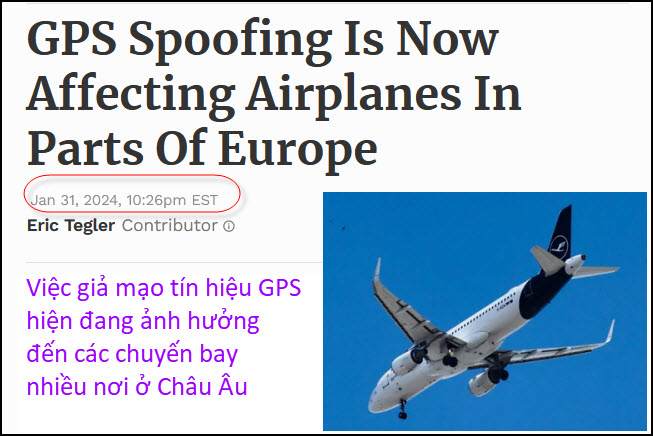 GPS Spoofing Is Now
Affecting Airplanes In
Parts Of Europe
Jan 31, 2024, 10:26pm EST
Eric Tegler Contributor
Việc giả mạo tín hiệu GPS
hiện đang ảnh hưởng
đến các chuyến bay
nhiều nơi ở Châu Âu